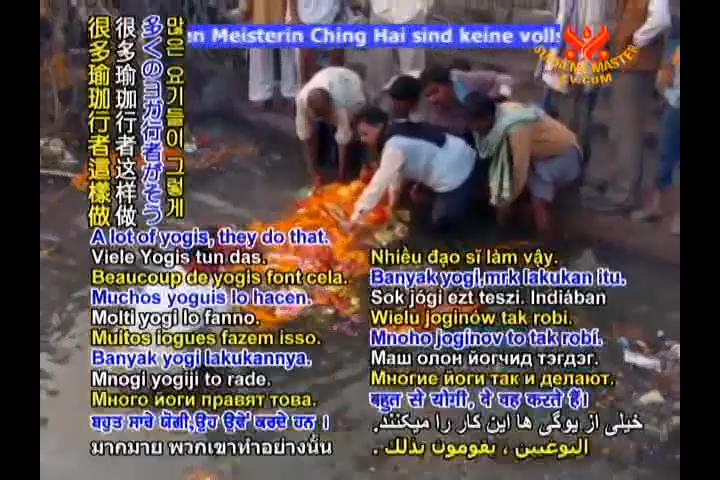 en Meisterin Ching Hai sind keine volls
SUPREME MASTER
TV.COM
많은 요기들이 그렇게
多くのヨガ行者がそう
很多瑜珈行者这样做
很多瑜珈行者這樣做
A lot of yogis, they do that.
Viele Yogis tun das.
Beaucoup de yogis font cela.
Muchos yoguis lo hacen.
Molti yogi lo fanno.
Muitos iogues fazem isso.
Banyak yogi lakukannya.
Mnogi yogiji to rade.
Много йоги правят това.
ਬਹੁਤ ਸਾਰੇ ਯੋਗੀ,ਉਹ ਉਵੇਂ ਕਰਦੇ ਹਨ ।
มากมาย พวกเขาทำอย่างนั้น
Nhiều đạo sĩ làm vậy.
Banyak yogi,mrk lakukan itu.
Sok jógi ezt teszi. Indiában
Wielu joginów tak robi.
Mnoho joginov to tak robí.
Маш олон йогчид тэгдэг.
Многие йоги так и делают.
बहुत से योगी, वे वह करते हैं।
خیلی از یوگی ها این کار را میکنند.
اليوغيين ، يقومون بذلك .